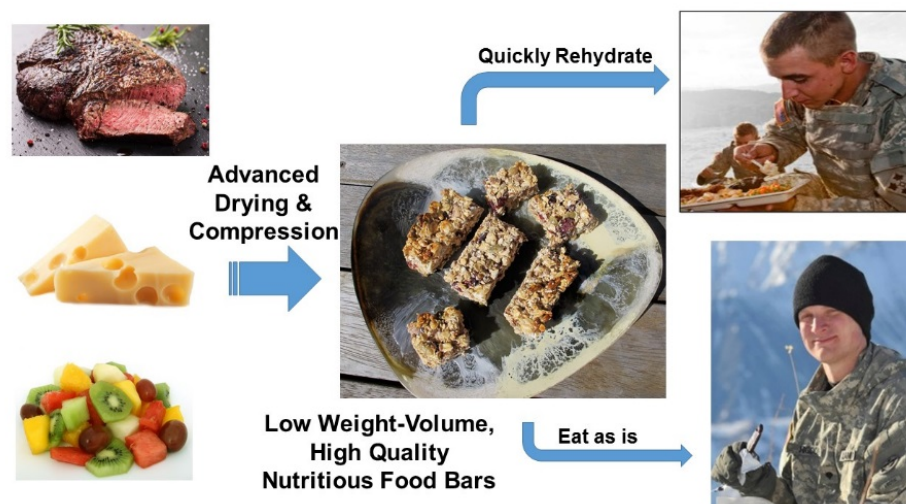 Quickly Rehydrate
Advanced
Drying &
Compression
Low Weight-Volume,
High Quality
Nutritious Food Bars
Eat as is